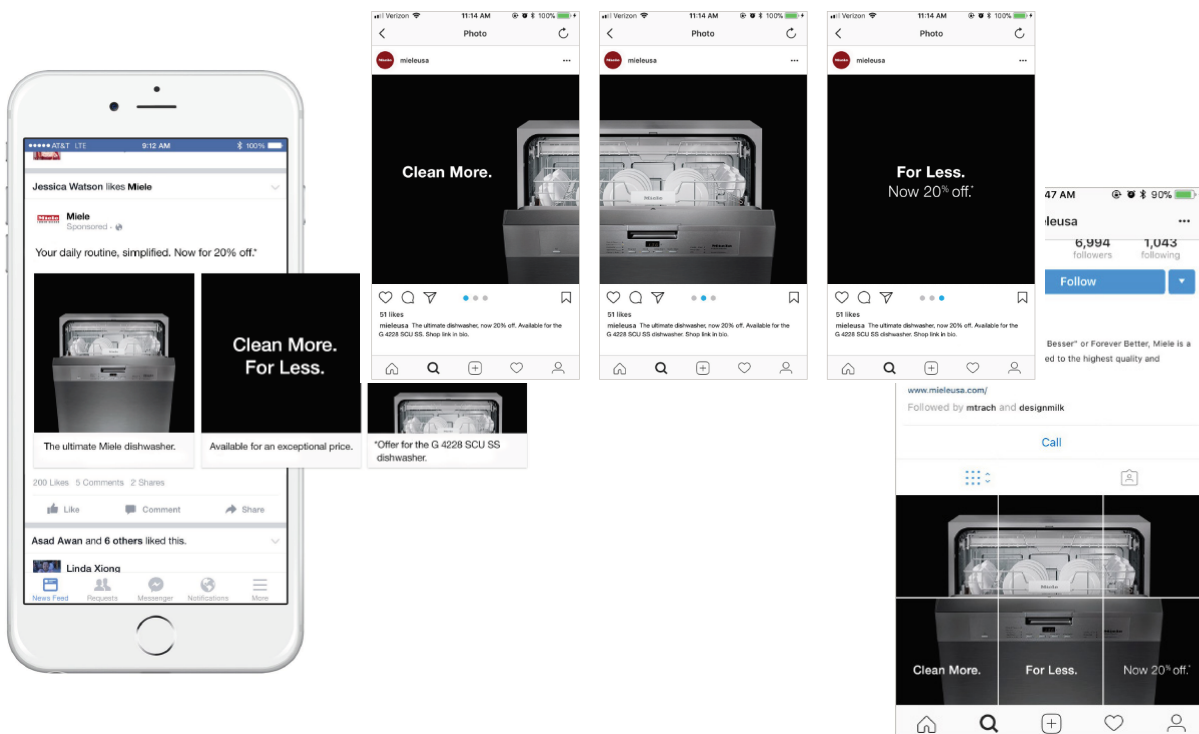 AT&T LTE 9:12 AM 100%
Jessica Watson likes Miele
Miele
Miele
Sponsored
Your daily routine, simplified. Now for 20% off.*
Clean More.
For Less.
The ultimate Miele dishwasher.
Available for an exceptional price.
*Offer for the G 4228 SCU SS
dishwasher.
200 Likes 5 Comments 2 Shares
Like Comment Share
Asad Awan and 6 others liked this.
Linda Xiong
News Feed Requests Messenger Notifications More
Verizon 11:14 AM 100%
Photo
Miele
mieleusa
Clean More.
51 likes
mieleusa The ultimate dishwasher, now 20% off. Available for the
G 4228 SCU SS. Shop link in bio.
Verizon 11:14 AM 100%
Photo
Miele
mieleusa
Miele
Miele
51 likes
mieleusa The ultimate dishwasher, now 20% off. Available for the
G 4228 SCU SS. Shop link in bio.
Verizon 11:14 AM 100%
Photo
Miele
mieleusa
For Less.
Now 20% off.*
51 likes
mieleusa The ultimate dishwasher, now 20% off. Available for the
G 4228 SCU SS. Shop link in bio.
47 AM 90%
ieleusa
6,994 1,043
followers following
Follow
Besser" or Forever Better, Miele is a
ed to the highest quality and
www.mieleusa.com/
Followed by mtrach and designmilk
Call
Miele
Clean More. For Less. Now 20% off.*